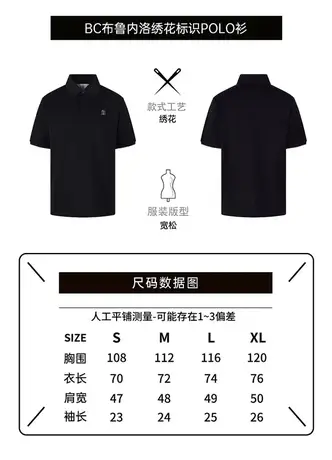 BC布鲁内洛绣花标识POLO衫
款式工艺
绣花
服装版型
宽松
尺码数据图
人工平铺测量-可能存在1~3偏差
SIZE S M L XL
胸围 108 112 116 120
衣长 70 72 74 76
肩宽 47 48 49 50
袖长 23 24 25 26